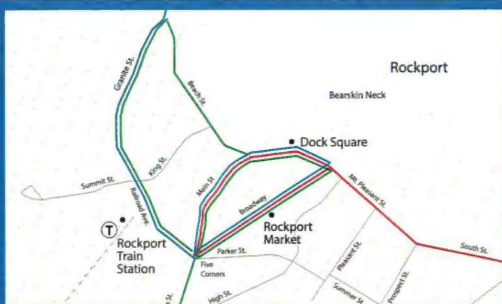 Rockport
Bearskin Neck
Granite St.
Beach St.
Dock Square
King St.
Main St.
Summit St.
Mt. Pleasant St.
Railroad Ave.
Broadway
T
Rockport
Train
Station
Rockport
Market
Parker St.
Five
Corners
South St.
Pleasant St.
High St.
Summer St.
Prospect St.
St.